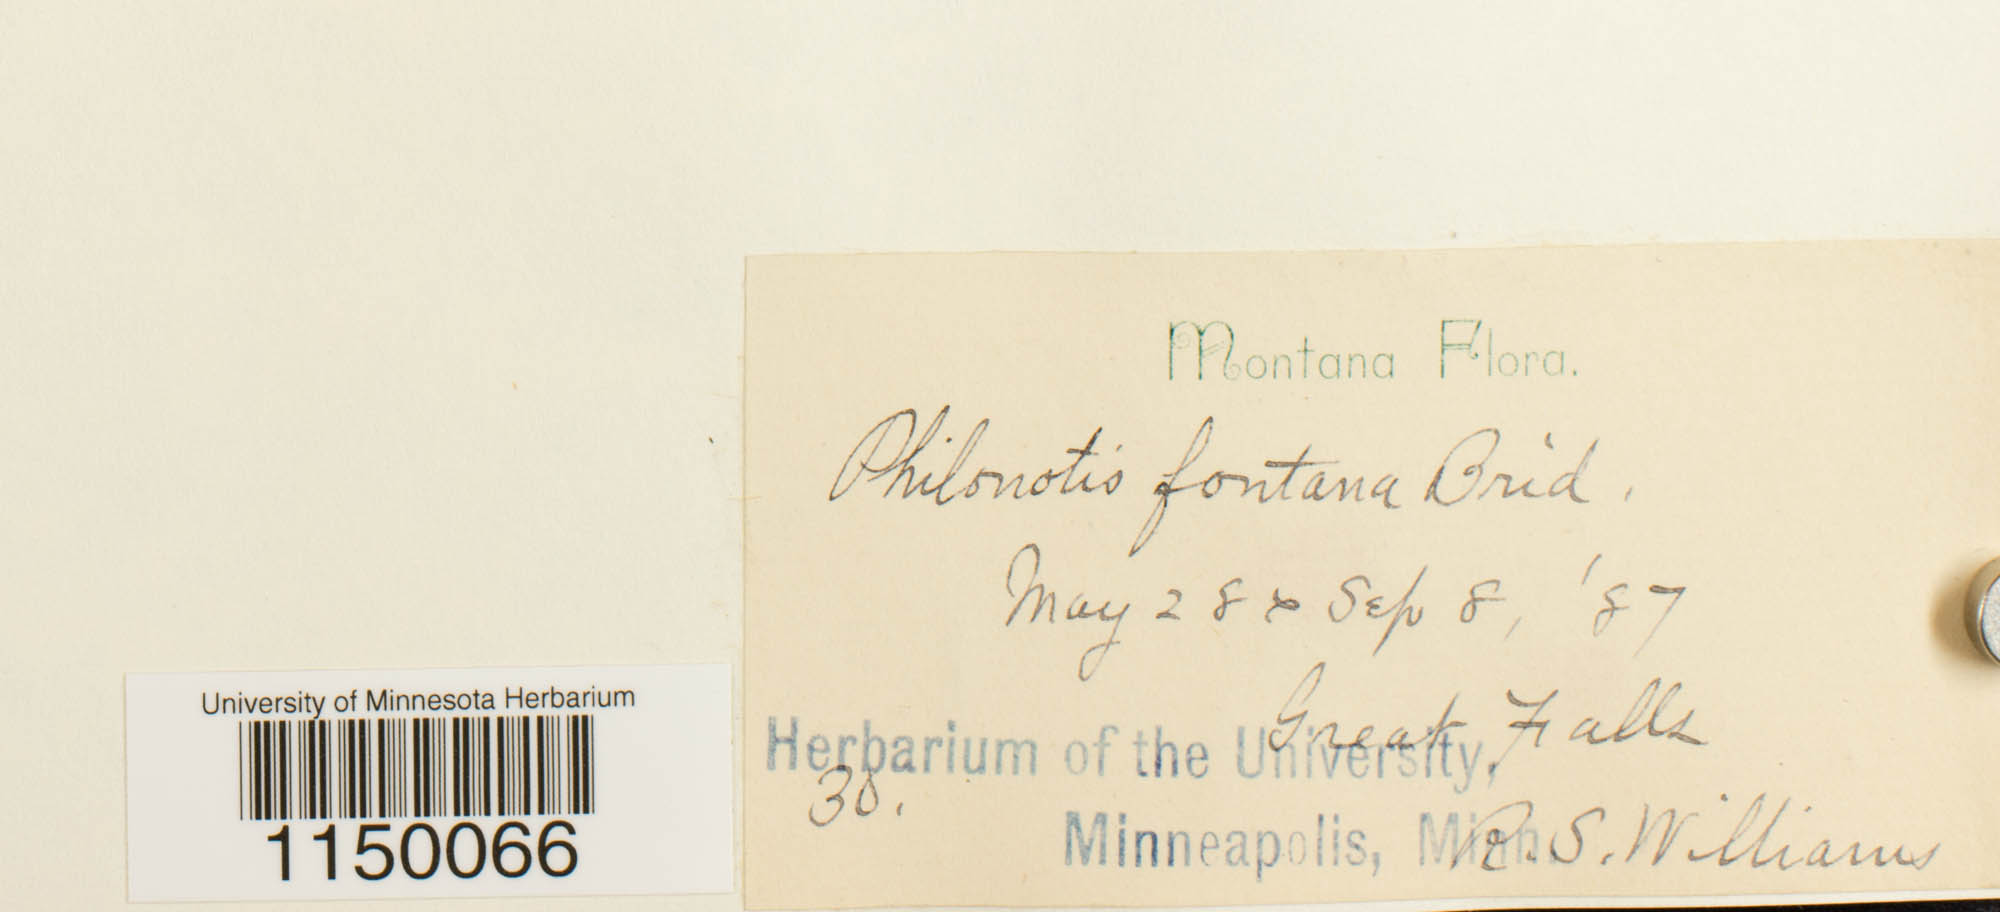 Montana Flora.
Philonotis fontana Brid.
May 28 & Sep 8, '87
Great Falls
Herbarium of the University,
30.
Minneapolis, Minn.
R. S. Williams
University of Minnesota Herbarium
1150066